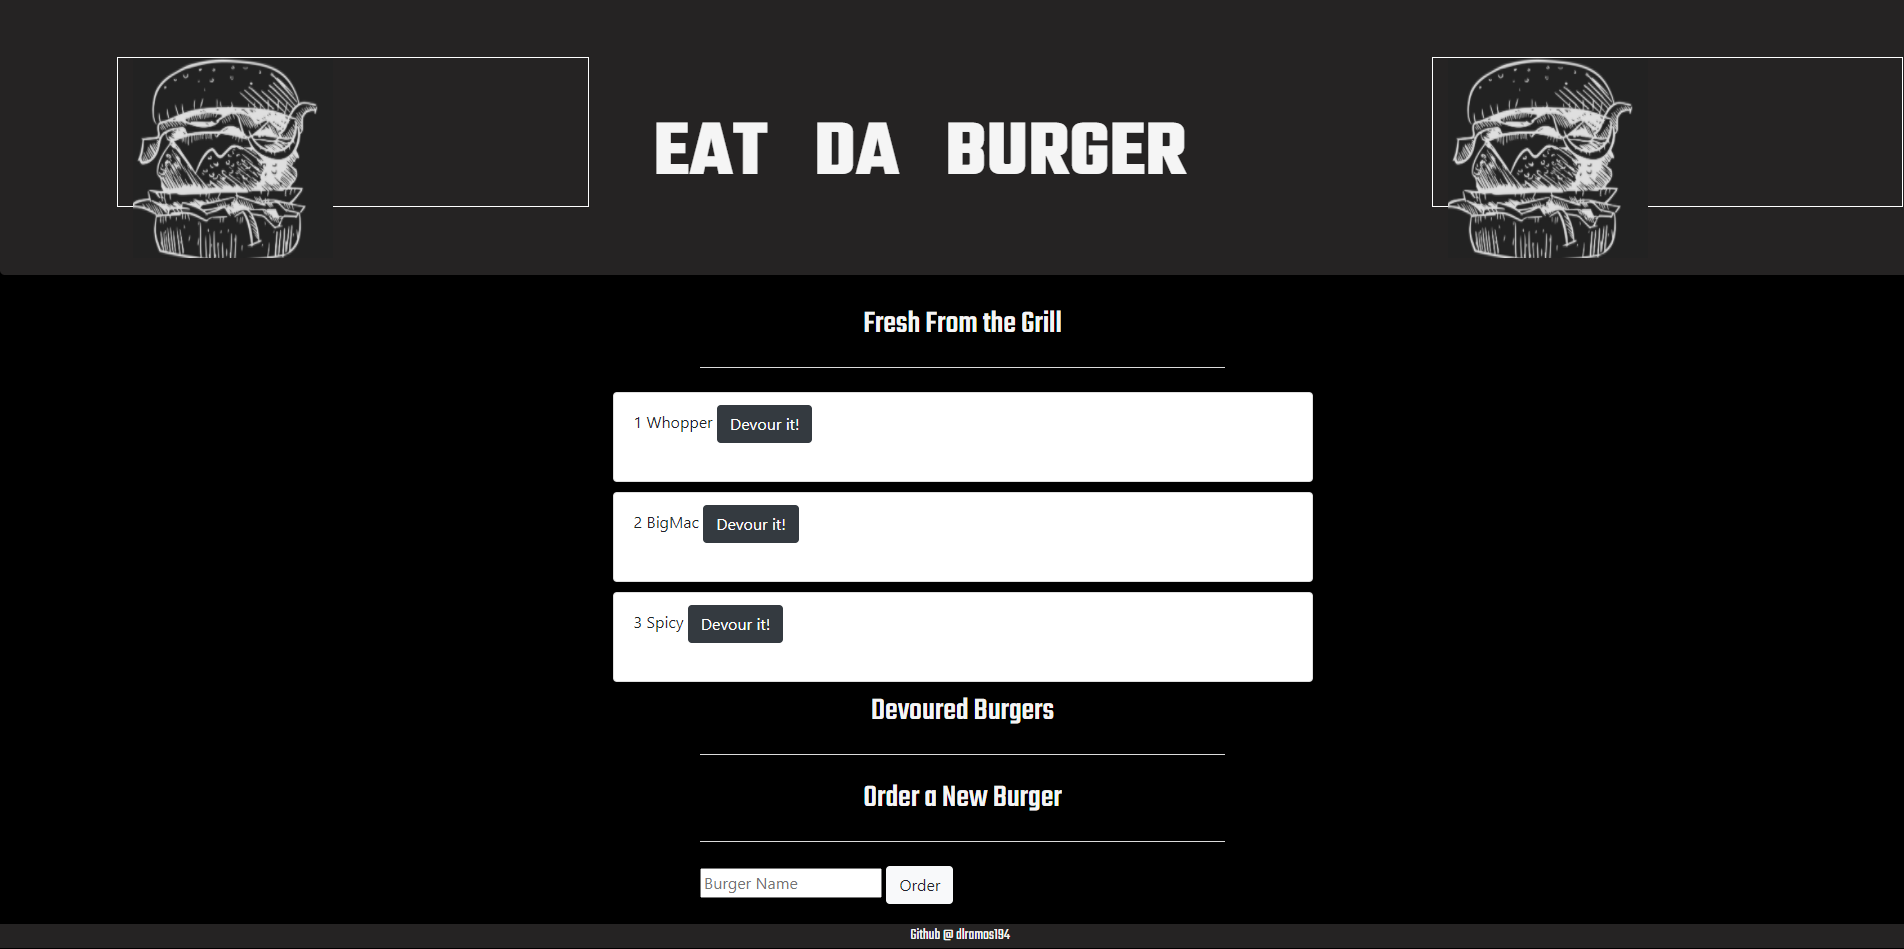 EAT DA BURGER
Fresh From the Grill
1 Whopper Devour it!
2 BigMac Devour it!
3 Spicy Devour it!
Devoured Burgers
Order a New Burger
Burger Name Order
Github @ dlramos194